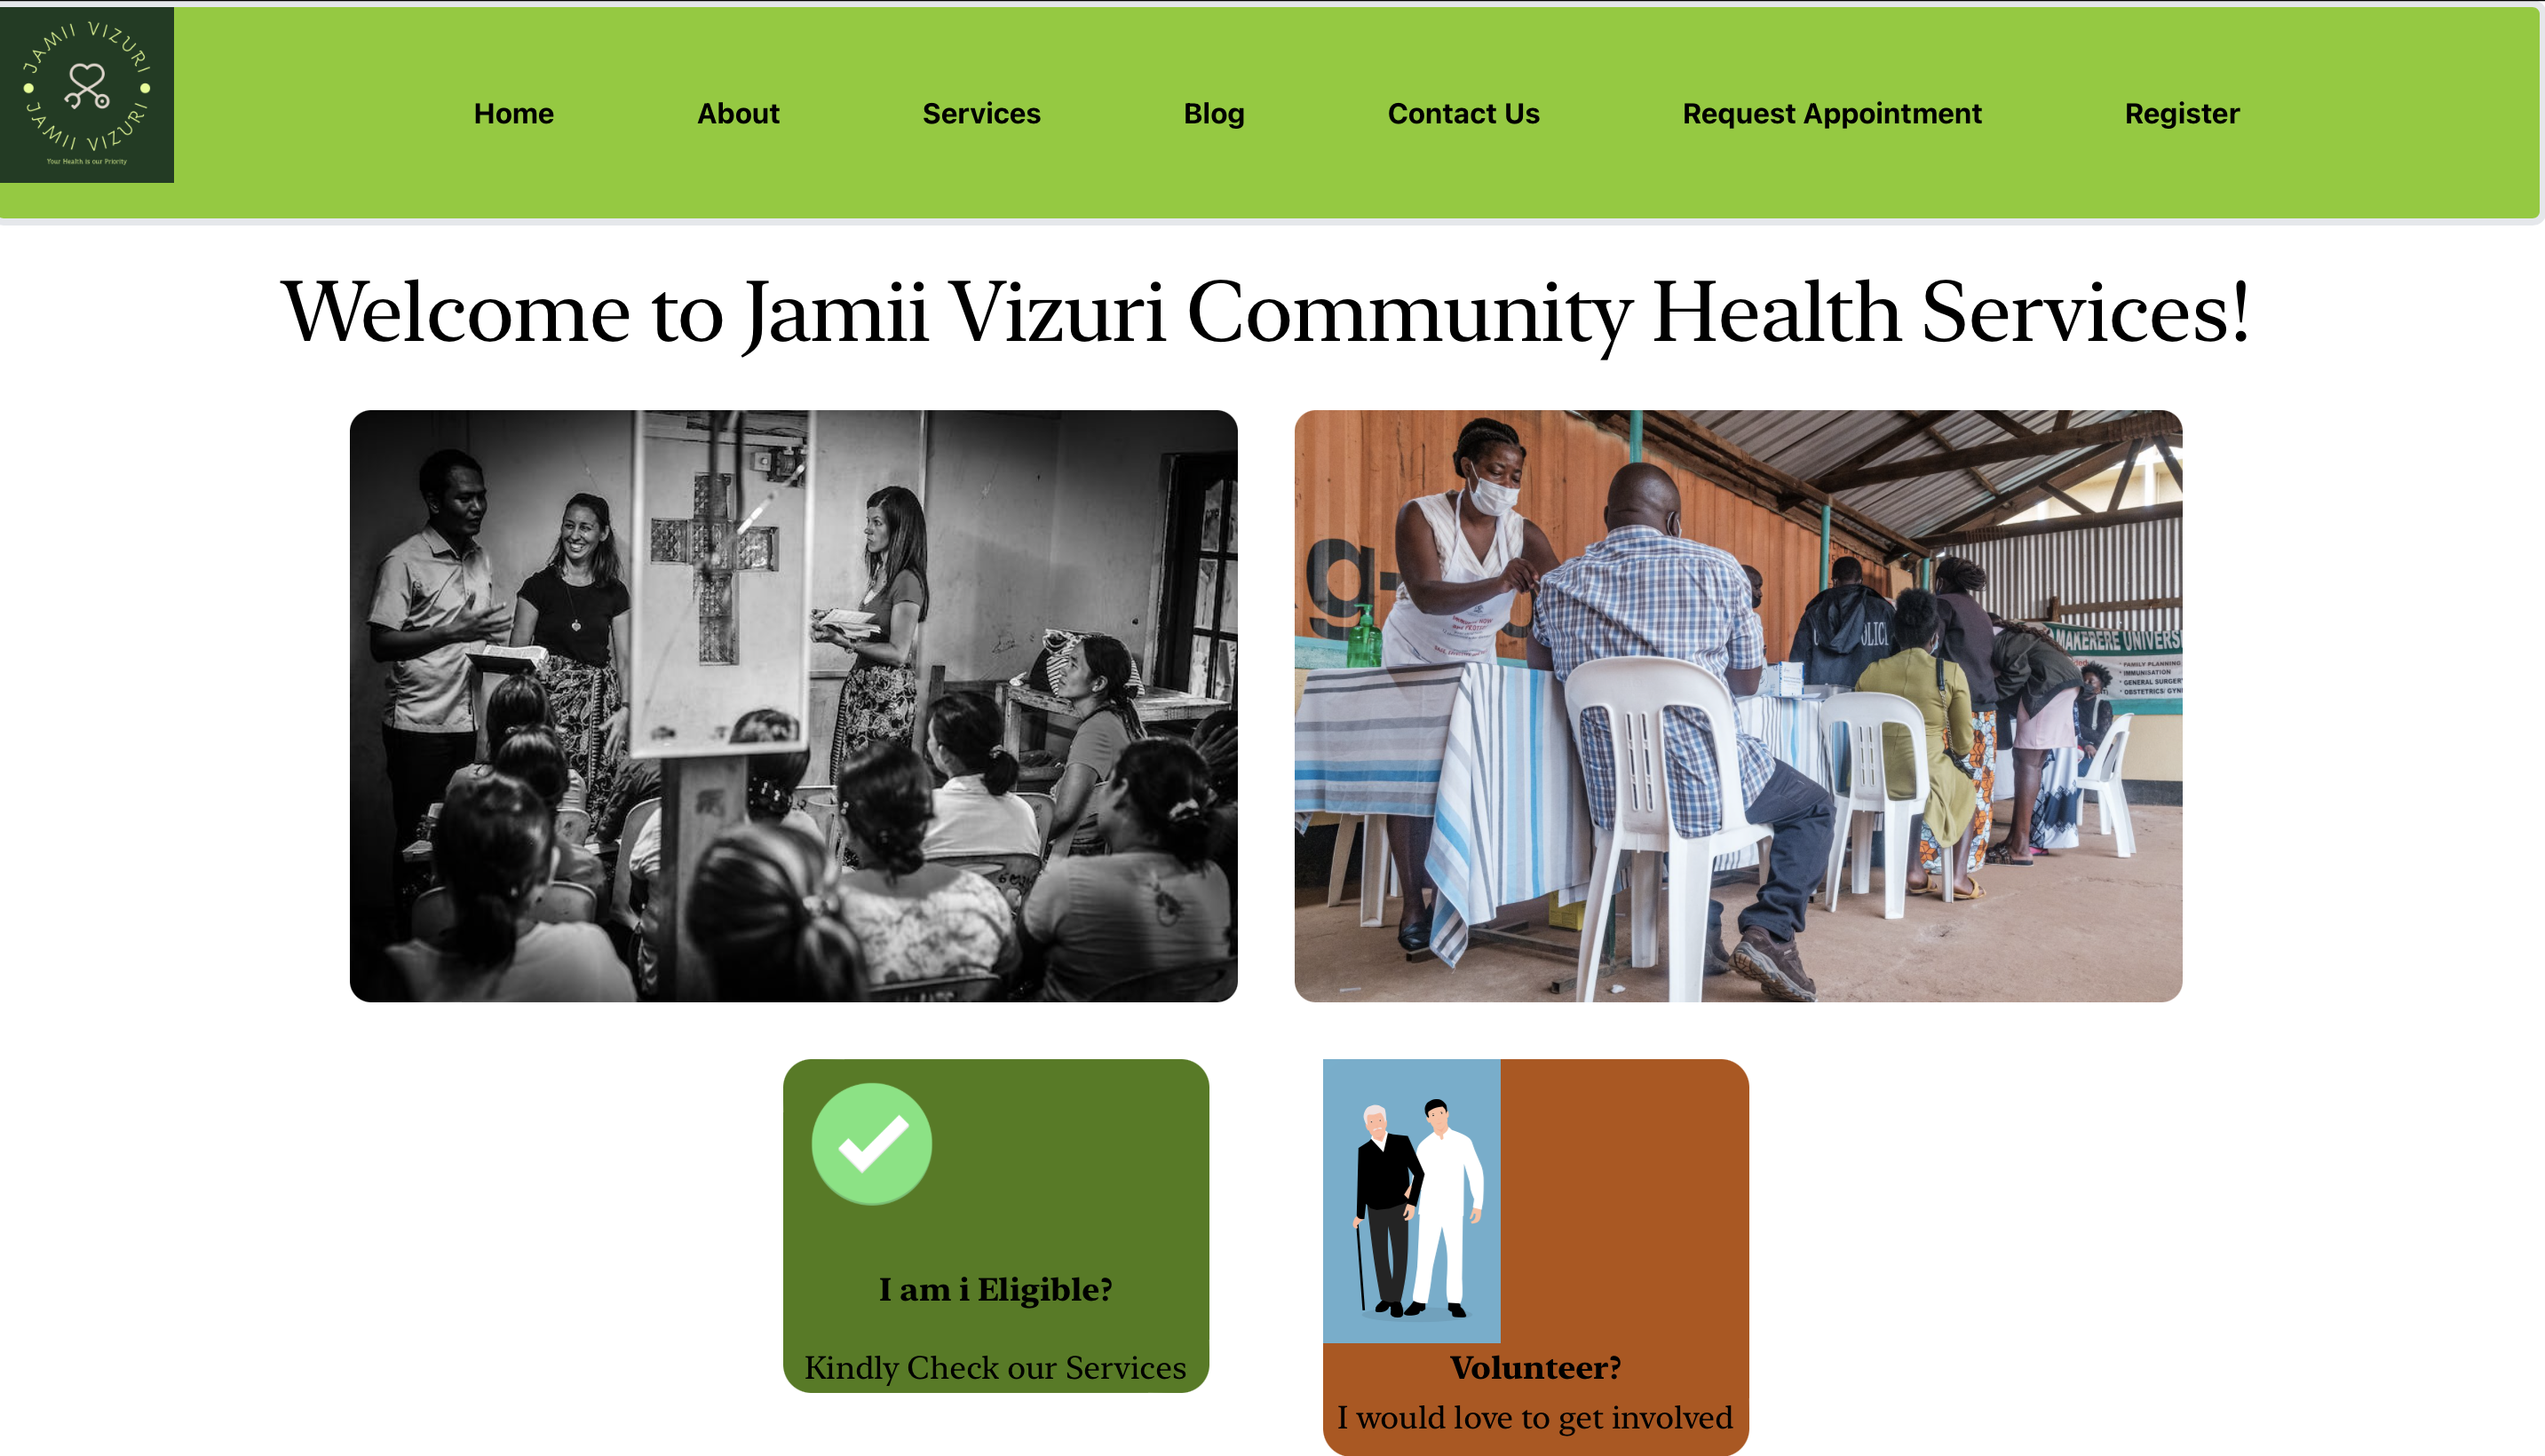 JAMII VIZURI
JAMII VIZURI
Your Health is our Priority
Home About Services Blog Contact Us Request Appointment Register
Welcome to Jamii Vizuri Community Health Services!
g-
OLICE
MAKERERE UNIVERS
* FAMILY PLANNING
* IMMUNISATION
* GENERAL SURGER
* OBSTETRICS/ GYN
I am i Eligible?
Kindly Check our Services
Volunteer?
I would love to get involved